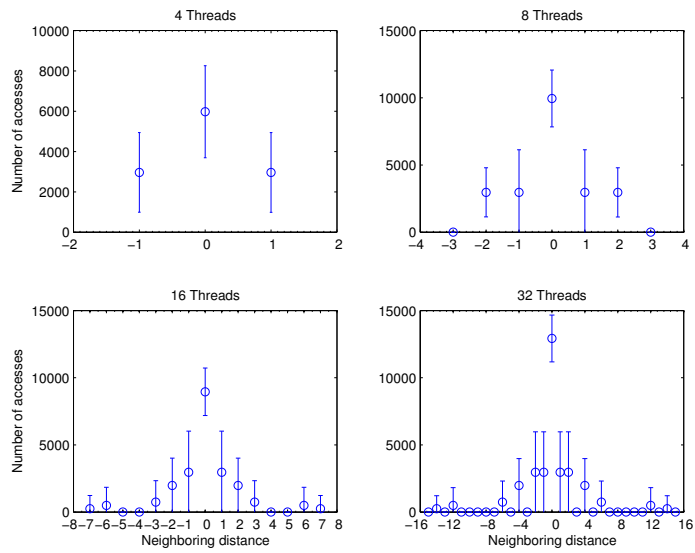 4 Threads
8 Threads
10000
8000
6000
4000
2000
0
Number of accesses
−2 −1 0 1 2
15000
10000
5000
0
−4 −3 −2 −1 0 1 2 3 4
16 Threads
32 Threads
15000
10000
5000
0
Number of accesses
−8 −7 −6 −5 −4 −3 −2 −1 0 1 2 3 4 5 6 7 8
Neighboring distance
15000
10000
5000
0
−16 −12 −8 −4 0 4 8 12 16
Neighboring distance